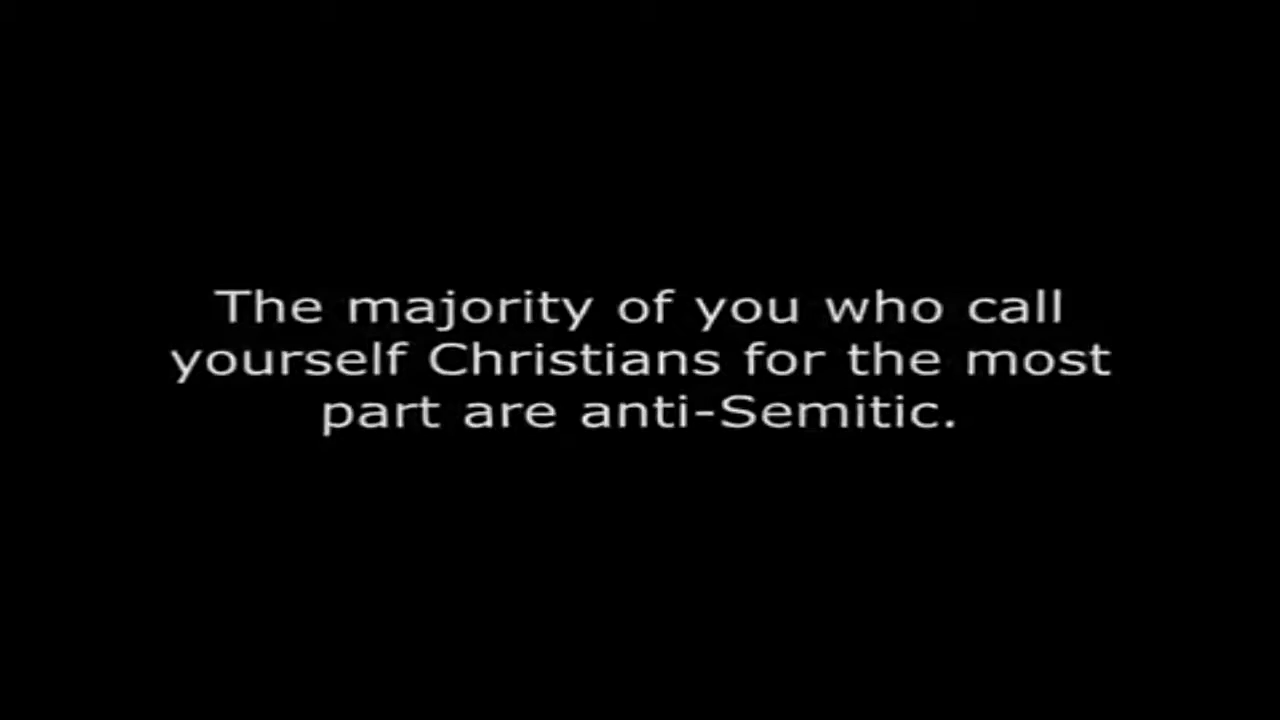 The majority of you who call
yourself Christians for the most
part are anti-Semitic.